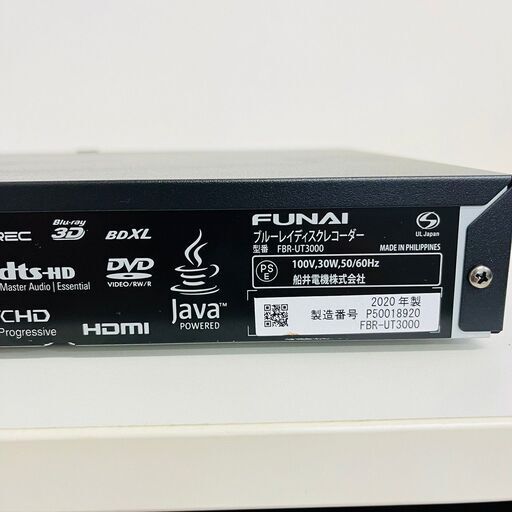 REC
Blu-ray 3D
BDXL
dts-HD
Master Audio | Essential
DVD
VIDEO/RW/R
Java™
POWERED
CHD
Progressive
HDMI
FUNAI
ブルーレイディスクレコーダー
型番 FBR-UT3000
UL Japan
MADE IN PHILIPPINES
PS E
100V,30W,50/60Hz
船井電機株式会社
2020 年製
製造番号 P50018920
FBR-UT3000